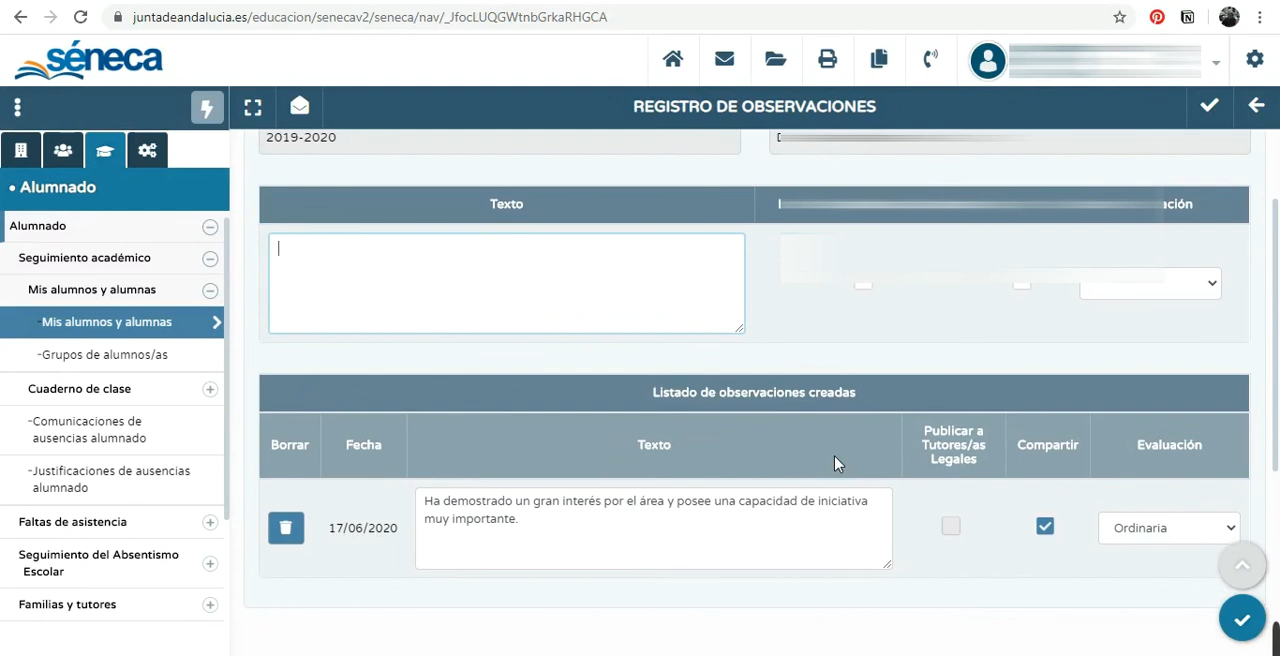 juntadeandalucia.es/educacion/senecav2/seneca/nav/_JfocLUQGWtnbGrkaRHGCA
séneca
REGISTRO DE OBSERVACIONES
• Alumnado
Alumnado
Seguimiento académico
Mis alumnos y alumnas
-Mis alumnos y alumnas
-Grupos de alumnos/as
Cuaderno de clase
-Comunicaciones de
ausencias alumnado
-Justificaciones de ausencias
alumnado
Faltas de asistencia
Seguimiento del Absentismo
Escolar
Familias y tutores
2019-2020
Texto
ación
Listado de observaciones creadas
Borrar
Fecha
Texto
Publicar a
Tutores/as
Legales
Compartir
Evaluación
17/06/2020
Ha demostrado un gran interés por el área y posee una capacidad de iniciativa
muy importante.
Ordinaria